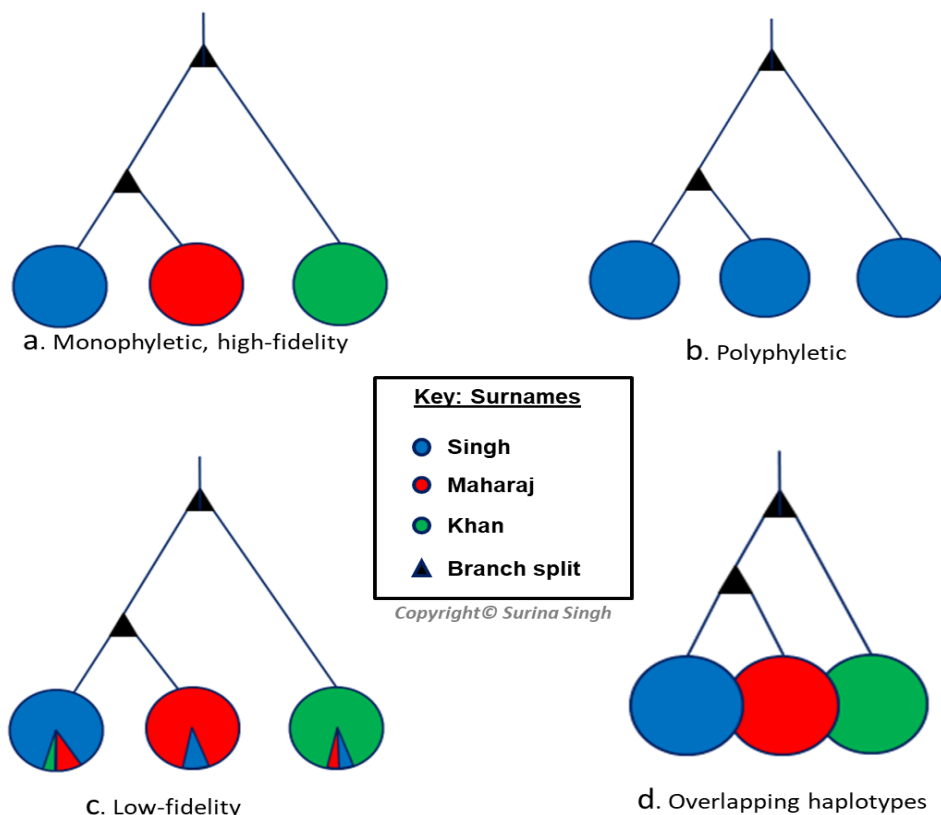 a. Monophyletic, high-fidelity
b. Polyphyletic
Key: Surnames
Singh
Maharaj
Khan
Branch split
Copyright© Surina Singh
c. Low-fidelity
d. Overlapping haplotypes